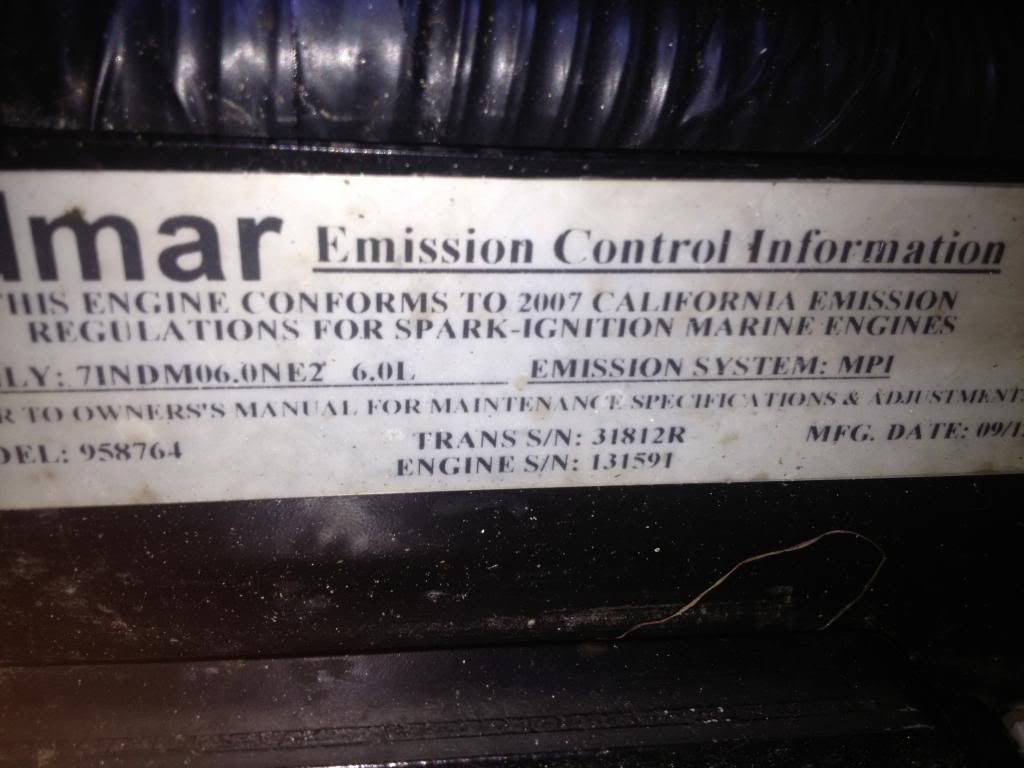 dmar Emission Control Information
THIS ENGINE CONFORMS TO 2007 CALIFORNIA EMISSION
REGULATIONS FOR SPARK-IGNITION MARINE ENGINES
LY: 7INDM06.0NE2 6.0L EMISSION SYSTEM: MPI
R TO OWNERS'S MANUAL FOR MAINTENANCE SPECIFICATIONS & ADJUSTMENTS
DEL: 958764 TRANS S/N: 31812R MFG. DATE: 09/1
ENGINE S/N: 131591